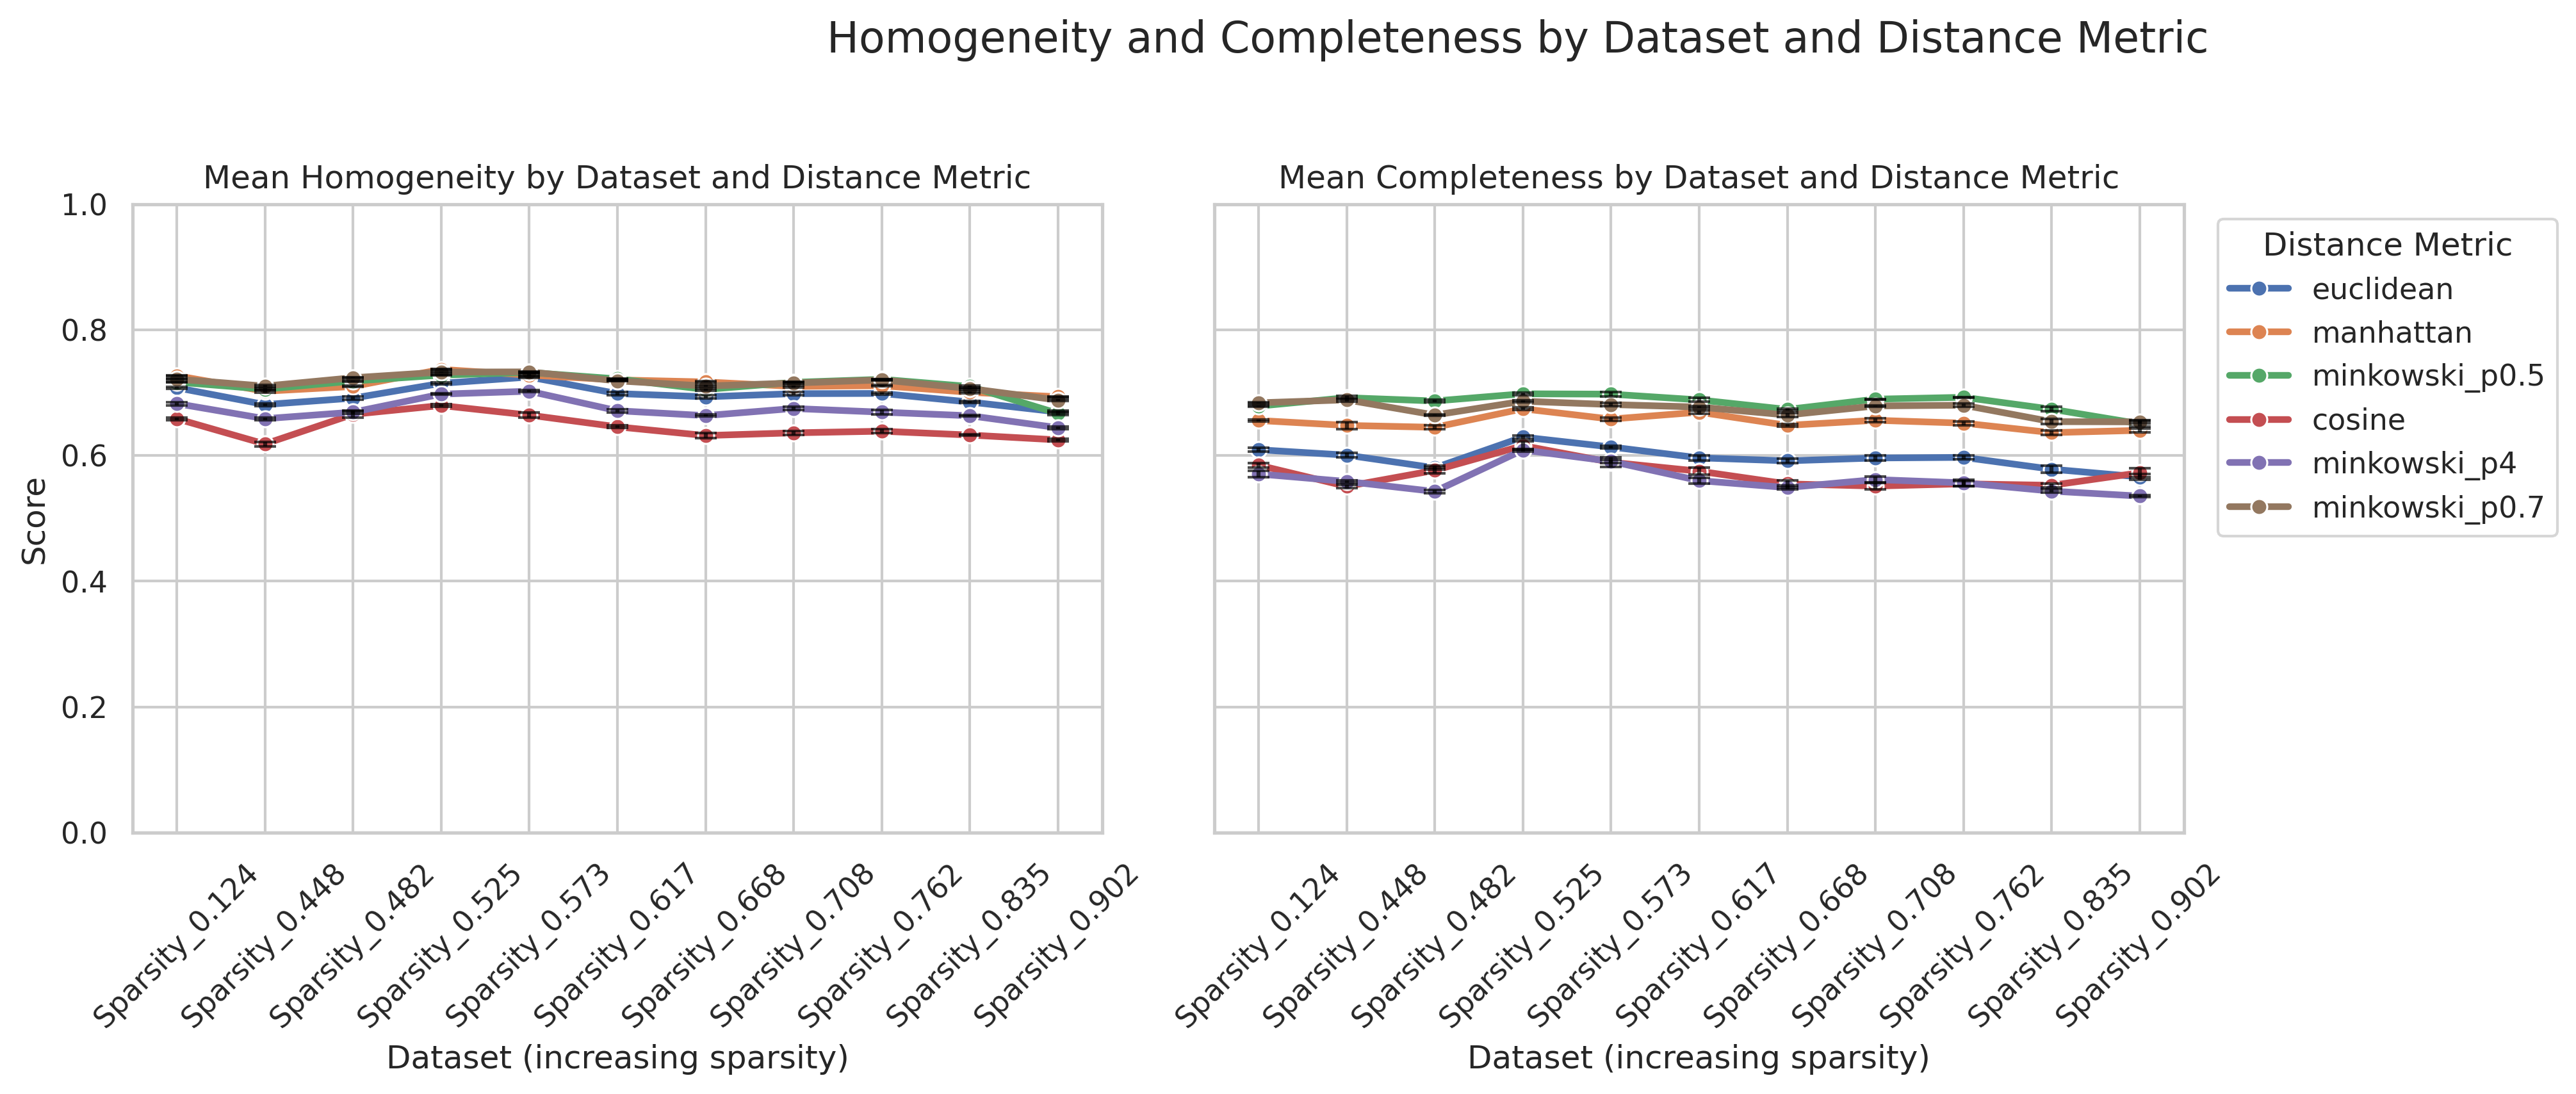 Homogeneity and Completeness by Dataset and Distance Metric
Mean Homogeneity by Dataset and Distance Metric
Score
1.0
0.8
0.6
0.4
0.2
0.0
Sparsity_0.124
Sparsity_0.448
Sparsity_0.482
Sparsity_0.525
Sparsity_0.573
Sparsity_0.617
Sparsity_0.668
Sparsity_0.708
Sparsity_0.762
Sparsity_0.835
Sparsity_0.902
Dataset (increasing sparsity)
Mean Completeness by Dataset and Distance Metric
Sparsity_0.124
Sparsity_0.448
Sparsity_0.482
Sparsity_0.525
Sparsity_0.573
Sparsity_0.617
Sparsity_0.668
Sparsity_0.708
Sparsity_0.762
Sparsity_0.835
Sparsity_0.902
Dataset (increasing sparsity)
Distance Metric
euclidean
manhattan
minkowski_p0.5
cosine
minkowski_p4
minkowski_p0.7